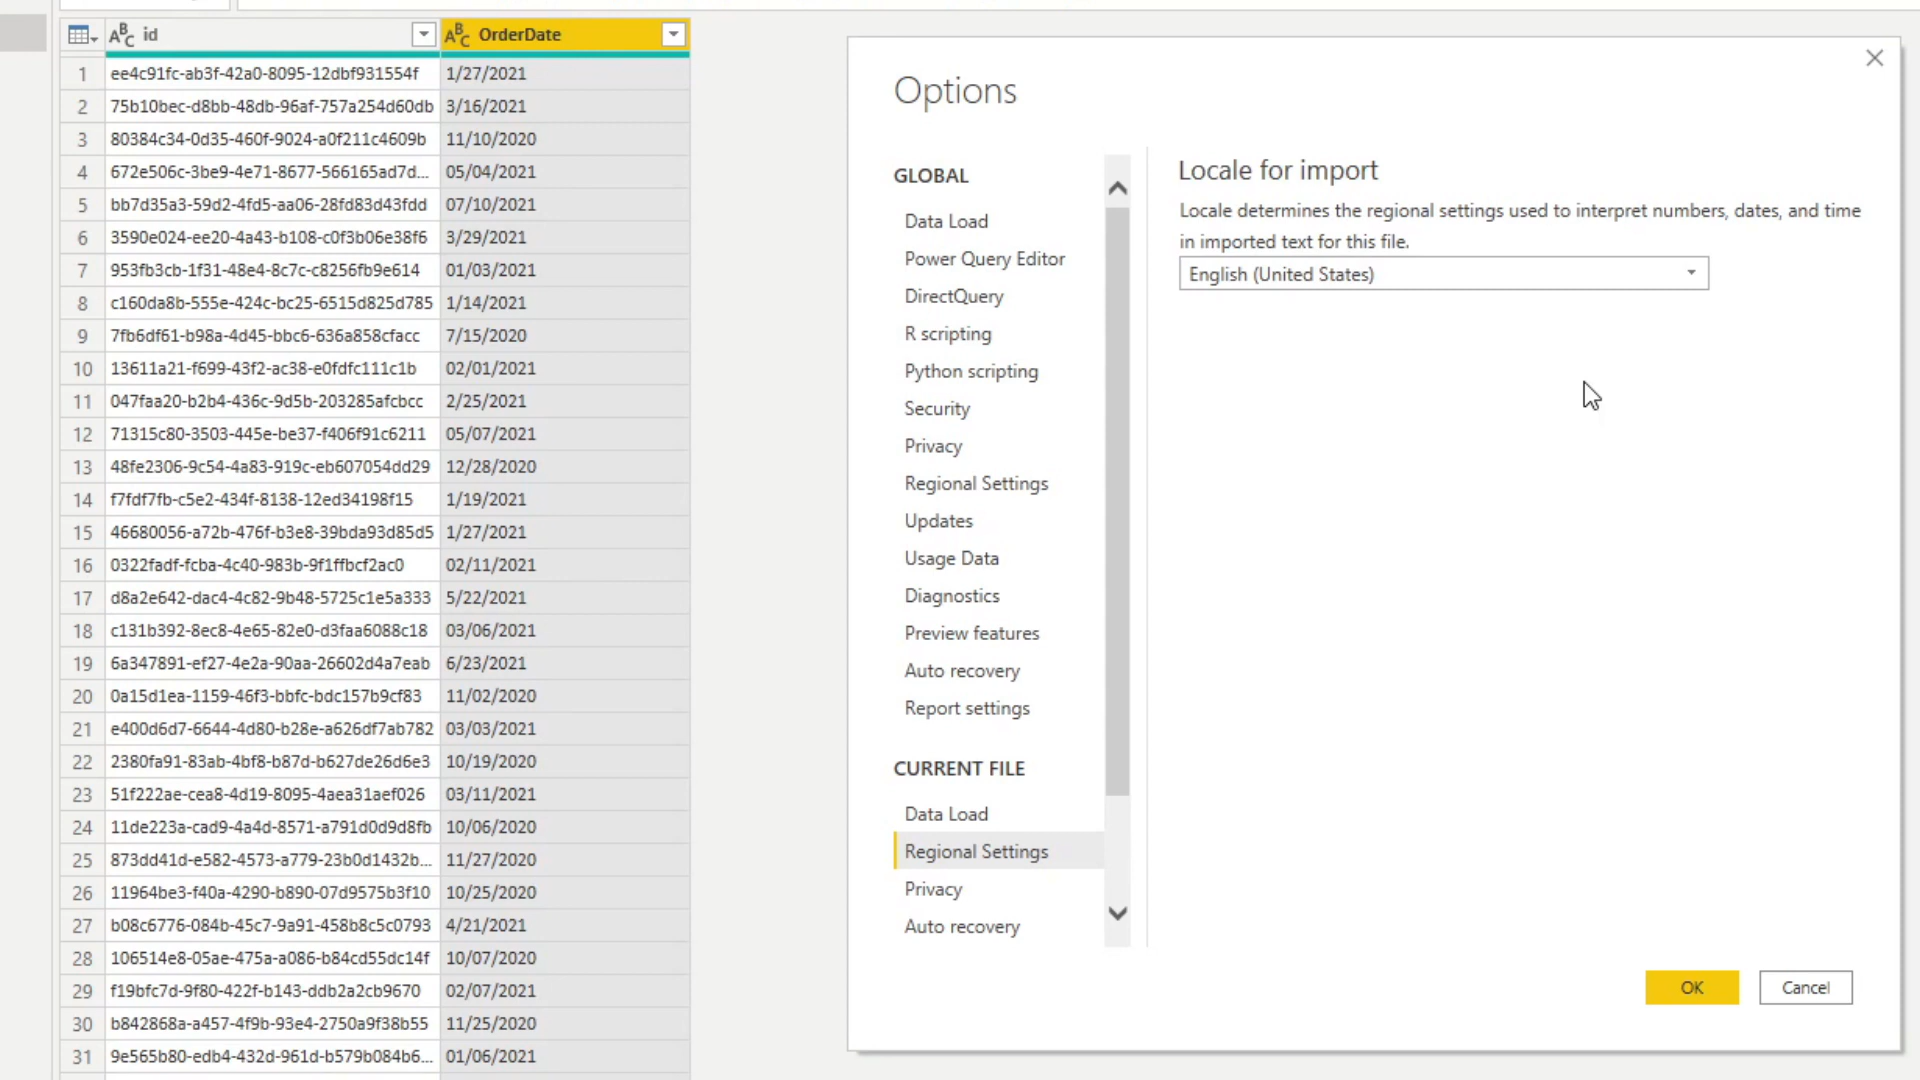 id OrderDate
1 ee4c91fc-ab3f-42a0-8095-12dbf931554f 1/27/2021
2 75b10bec-d8bb-48db-96af-757a254d60db 3/16/2021
3 80384c34-0d35-460f-9024-a0f211c4609b 11/10/2020
4 672e506c-3be9-4e71-8677-566165ad7d... 05/04/2021
5 bb7d35a3-59d2-4fd5-aa06-28fd83d43fdd 07/10/2021
6 3590e024-ee20-4a43-b108-c0f3b06e38f6 3/29/2021
7 953fb3cb-1f31-48e4-8c7c-c8256fb9e614 01/03/2021
8 c160da8b-555e-424c-bc25-6515d825d785 1/14/2021
9 7fb6df61-b98a-4d45-bbc6-636a858cfacc 7/15/2020
10 13611a21-f699-43f2-ac38-e0fdfc111c1b 02/01/2021
11 047faa20-b2b4-436c-9d5b-203285afcbcc 2/25/2021
12 71315c80-3503-445e-be37-f406f91c6211 05/07/2021
13 48fe2306-9c54-4a83-919c-eb607054dd29 12/28/2020
14 f7fdf7fb-c5e2-434f-8138-12ed34198f15 1/19/2021
15 46680056-a72b-476f-b3e8-39bda93d85d5 1/27/2021
16 0322fadf-fcba-4c40-983b-9f1ffbcf2ac0 02/11/2021
17 d8a2e642-dac4-4c82-9b48-5725c1e5a333 5/22/2021
18 c131b392-8ec8-4e65-82e0-d3faa6088c18 03/06/2021
19 6a347891-ef27-4e2a-90aa-26602d4a7eab 6/23/2021
20 0a15d1ea-1159-46f3-bbfc-bdc157b9cf83 11/02/2020
21 e400d6d7-6644-4d80-b28e-a626df7ab782 03/03/2021
22 2380fa91-83ab-4bf8-b87d-b627de26d6e3 10/19/2020
23 51f222ae-cea8-4d19-8095-4aea31aef026 03/11/2021
24 11de223a-cad9-4a4d-8571-a791d0d9d8fb 10/06/2020
25 873dd41d-e582-4573-a779-23b0d1432b... 11/27/2020
26 11964be3-f40a-4290-b890-07d9575b3f10 10/25/2020
27 b08c6776-084b-45c7-9a91-458b8c5c0793 4/21/2021
28 106514e8-05ae-475a-a086-b84cd55dc14f 10/07/2020
29 f19bfc7d-9f80-422f-b143-ddb2a2cb9670 02/07/2021
30 b842868a-a457-4f9b-93e4-2750a9f38b55 11/25/2020
31 9e565b80-edb4-432d-961d-b579b084b6... 01/06/2021
Options
GLOBAL
Data Load
Power Query Editor
DirectQuery
R scripting
Python scripting
Security
Privacy
Regional Settings
Updates
Usage Data
Diagnostics
Preview features
Auto recovery
Report settings
CURRENT FILE
Data Load
Regional Settings
Privacy
Auto recovery
Locale for import
Locale determines the regional settings used to interpret numbers, dates, and time
in imported text for this file.
English (United States)
OK
Cancel